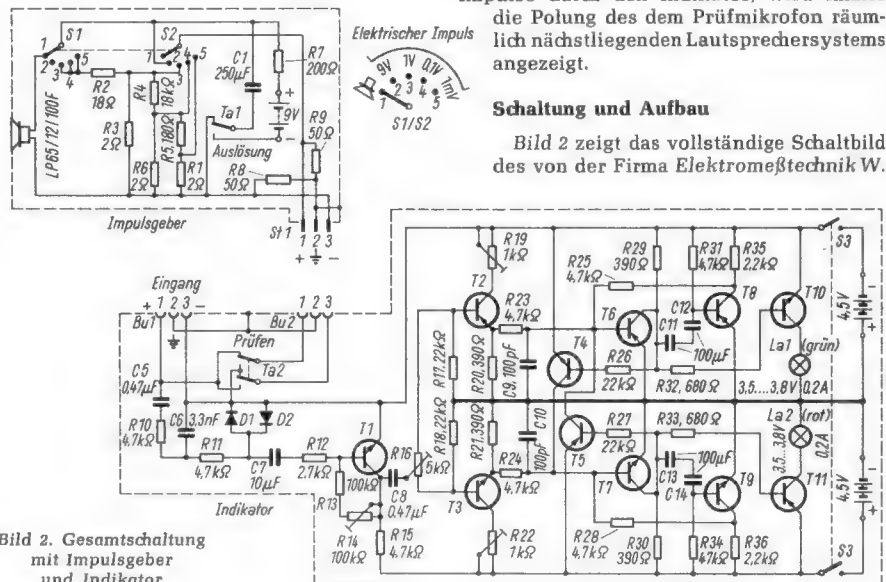 die Polung des dem Prüfmikrofon räum-
lich nächstliegenden Lautsprechersystems
angezeigt.
Schaltung und Aufbau
Bild 2 zeigt das vollständige Schaltbild
des von der Firma Elektromeßtechnik W.
S1
1
2
3
4
5
R2
18Ω
R3
2Ω
R4
18kΩ
R5, 180Ω
R6
2Ω
R1
2Ω
LP65/12/100F
S2
1
2
3
4
5
C1
250µF
Ta1
Auslösung
R7
200Ω
+
9V
-
R9
50Ω
R8
50Ω
Impulsgeber
St1
1 2 3
+ -
Elektrischer Impuls
9V 1V 0,1V 1mV
1 2 3 4 5
S1/S2
Eingang
+ 1 2 3 -
Bu1
1 2 3
Bu2
Prüfen
Ta2
C5
0,47µF
R10
4,7kΩ
C6
3,3nF
D1
D2
R11
4,7kΩ
C7
10µF
R12
2,7kΩ
T1
R13
100kΩ
R14
100kΩ
R15
4,7kΩ
C8
0,47µF
R16
5kΩ
Indikator
R17, 22kΩ
R18, 22kΩ
T2
T3
R19
1kΩ
R20, 390Ω
R21, 390Ω
R22
1kΩ
R23
4,7kΩ
R24
4,7kΩ
C9, 100pF
C10
100pF
T4
T5
R25
4,7kΩ
R26
22kΩ
R27
22kΩ
R28
4,7kΩ
T6
T7
R29
390Ω
R30
390Ω
C11
C12
100µF
C13
C14
100µF
R31
4,7kΩ
R32, 680Ω
R33, 680Ω
R34
47kΩ
R35
2,2kΩ
R36
2,2kΩ
T8
T9
T10
T11
La1 (grün)
3,5....3,8V 0,2A
La2 (rot)
3,5....3,8V
0,2A
S3
-
4,5V
4,5V
+
S3
Bild 2. Gesamtschaltung
mit Impulsgeber
und Indikator